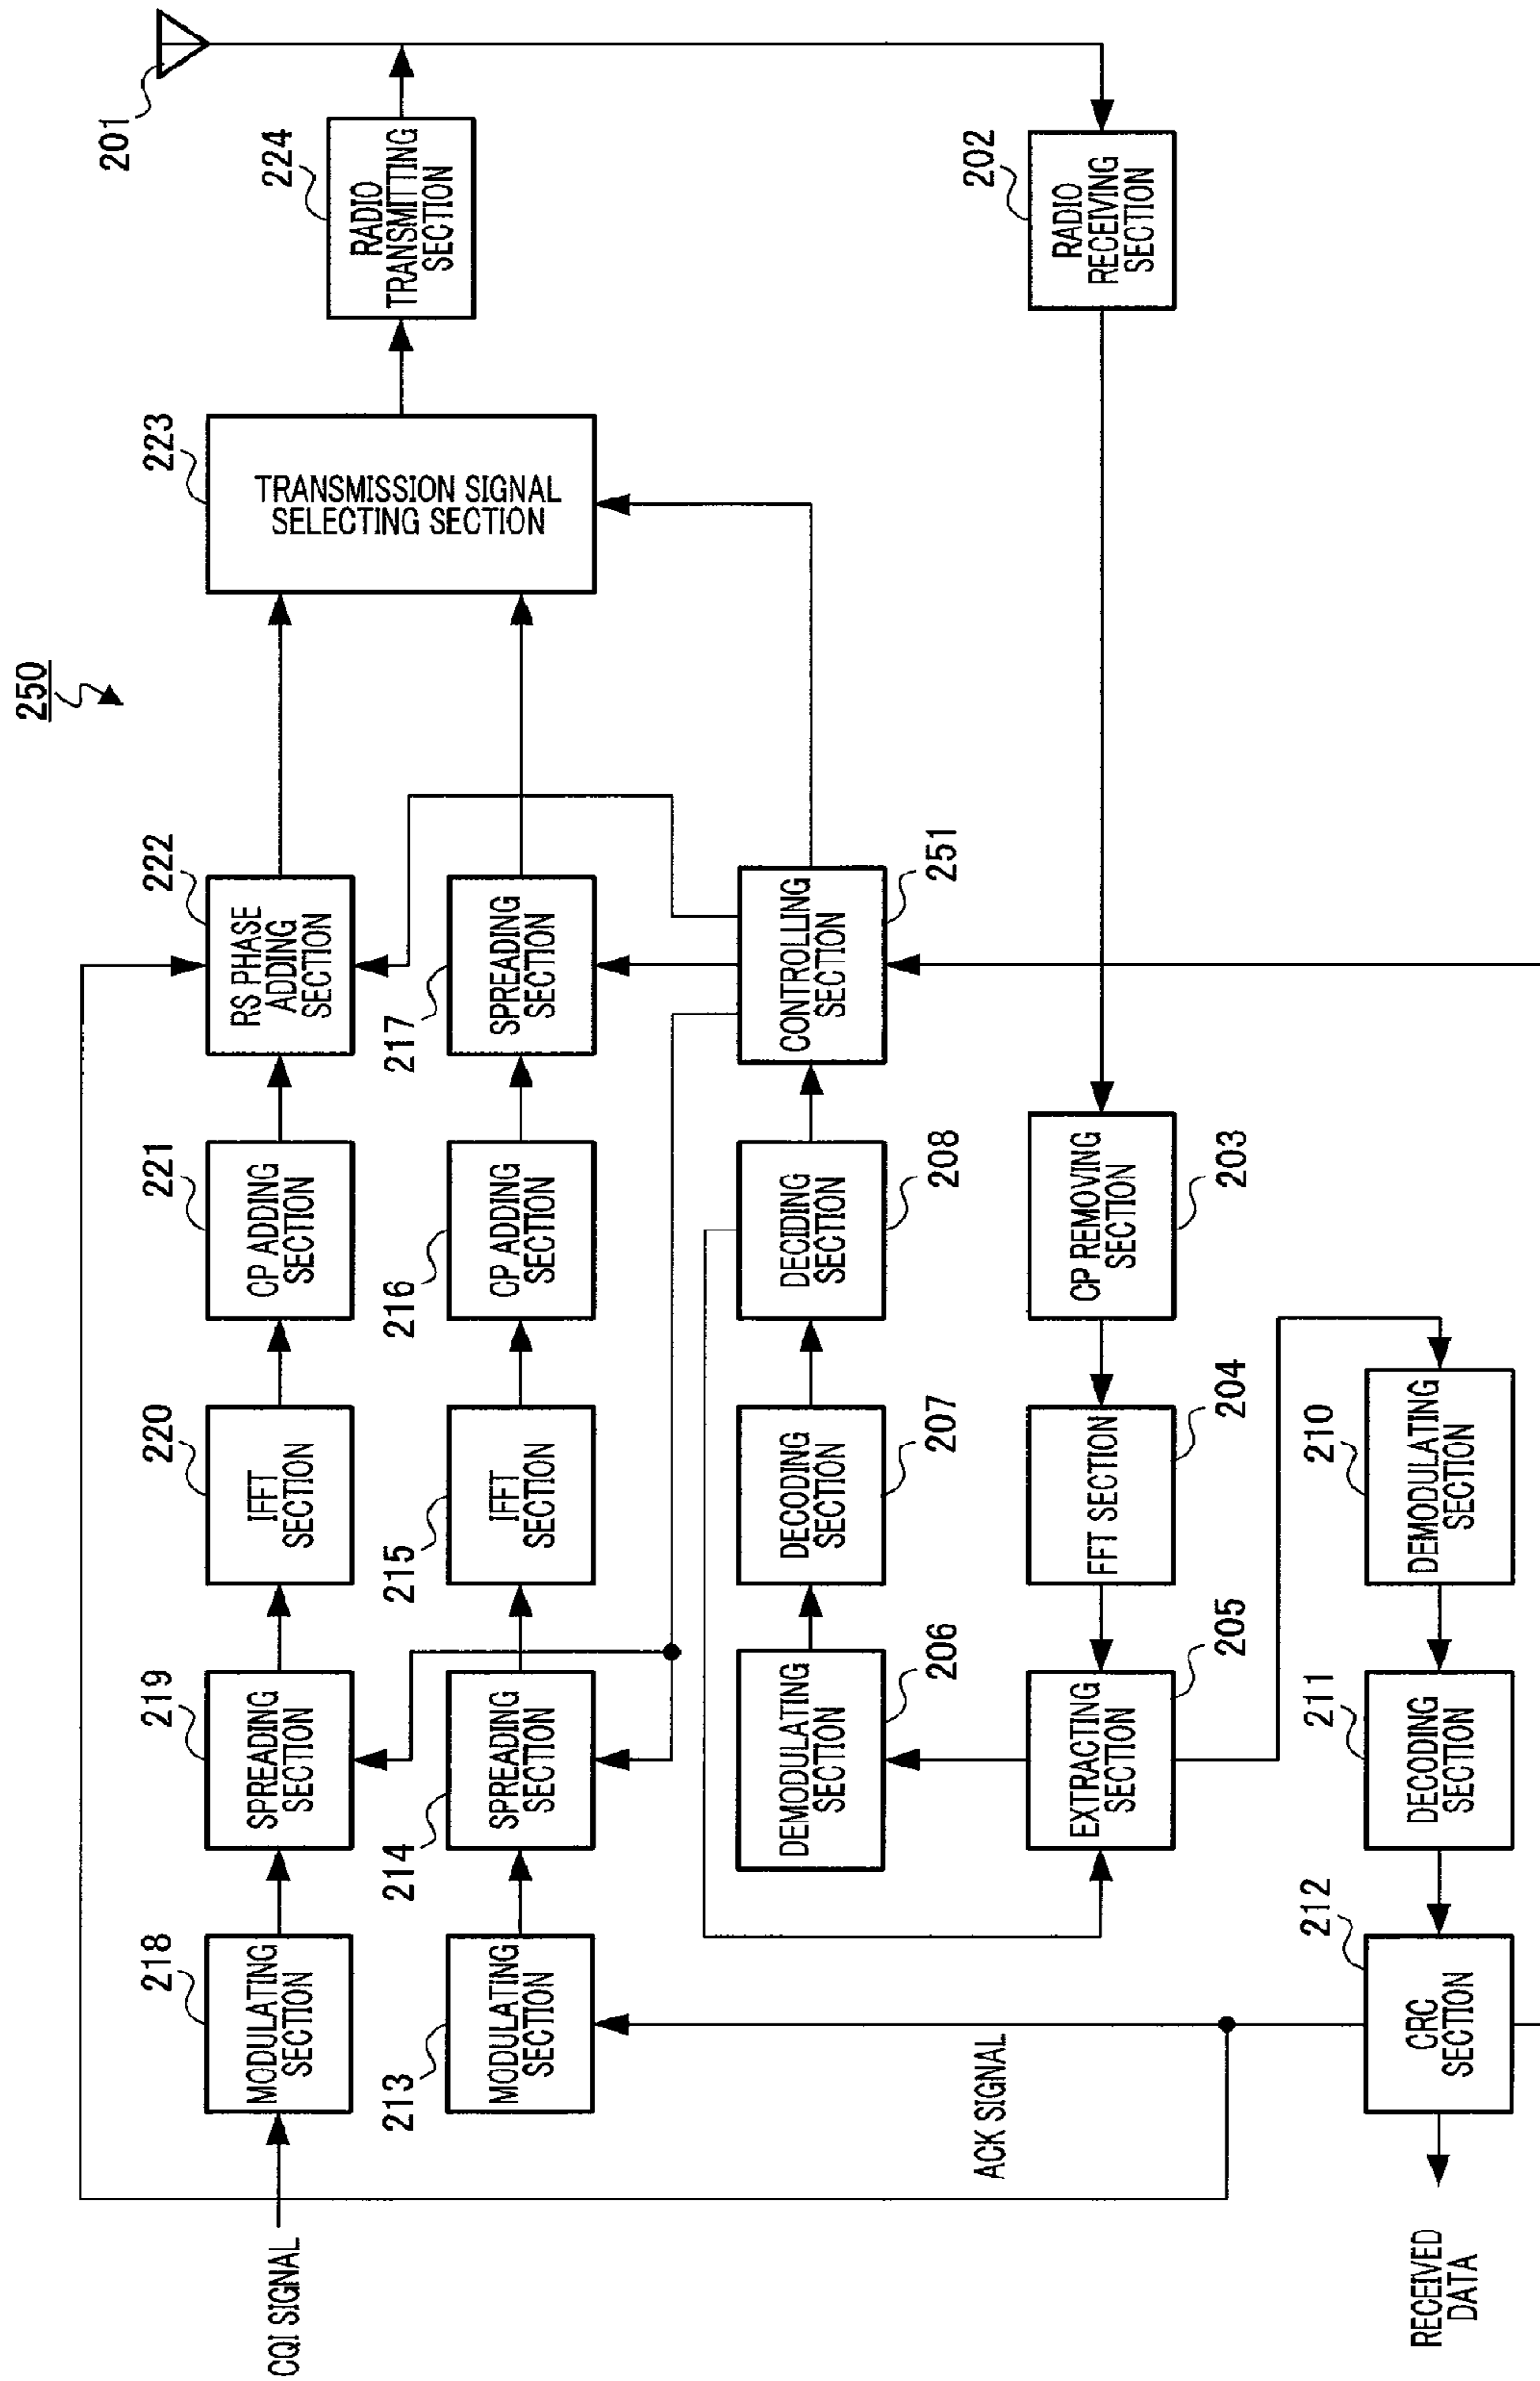 250
201
224
RADIO
TRANSMITTING
SECTION
223
TRANSMISSION SIGNAL
SELECTING SECTION
202
RADIO
RECEIVING
SECTION
CQI SIGNAL
218
MODULATING
SECTION
219
SPREADING
SECTION
220
IFFT
SECTION
221
CP ADDING
SECTION
222
RS PHASE
ADDING
SECTION
213
MODULATING
SECTION
214
SPREADING
SECTION
215
IFFT
SECTION
216
CP ADDING
SECTION
217
SPREADING
SECTION
206
DEMODULATING
SECTION
207
DECODING
SECTION
208
DECIDING
SECTION
251
CONTROLLING
SECTION
ACK SIGNAL
205
EXTRACTING
SECTION
204
FFT SECTION
203
CP REMOVING
SECTION
RECEIVED
DATA
212
CRC
SECTION
211
DECODING
SECTION
210
DEMODULATING
SECTION